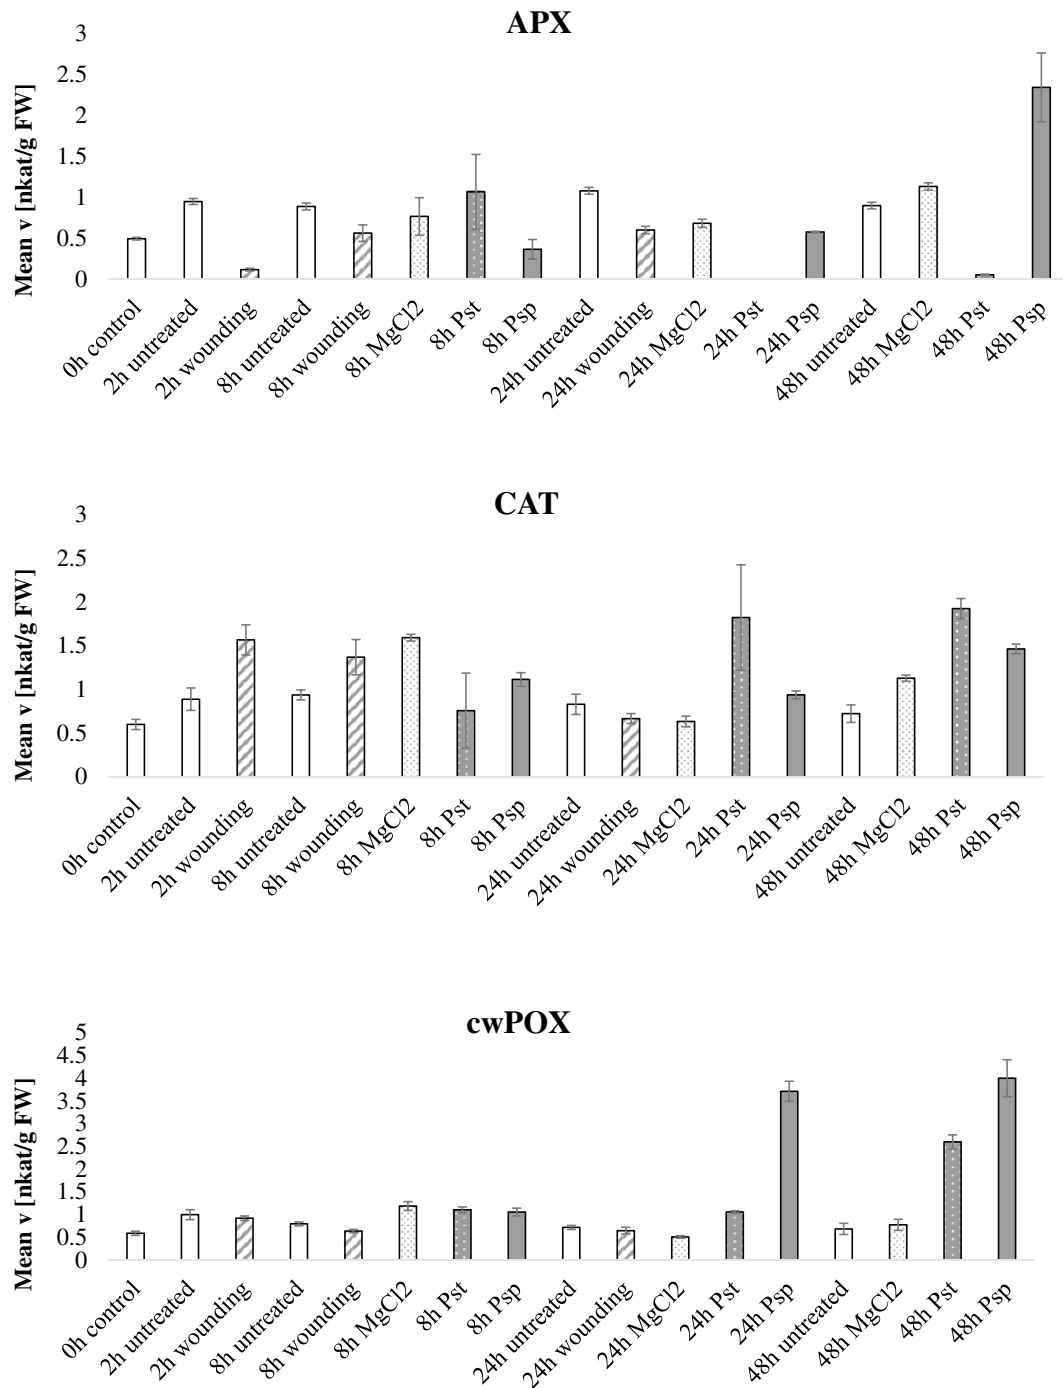 APX
Mean v [nkat/g FW]
3
2.5
2
1.5
1
0.5
0
0h control
2h untreated
2h wounding
8h untreated
8h wounding
8h MgCl2
8h Pst
8h Psp
24h untreated
24h wounding
24h MgCl2
24h Pst
24h Psp
48h untreated
48h MgCl2
48h Pst
48h Psp
CAT
Mean v [nkat/g FW]
3
2.5
2
1.5
1
0.5
0
0h control
2h untreated
2h wounding
8h untreated
8h wounding
8h MgCl2
8h Pst
8h Psp
24h untreated
24h wounding
24h MgCl2
24h Pst
24h Psp
48h untreated
48h MgCl2
48h Pst
48h Psp
cwPOX
Mean v [nkat/g FW]
5
4.5
4
3.5
3
2.5
2
1.5
1
0.5
0
0h control
2h untreated
2h wounding
8h untreated
8h wounding
8h MgCl2
8h Pst
8h Psp
24h untreated
24h wounding
24h MgCl2
24h Pst
24h Psp
48h untreated
48h MgCl2
48h Pst
48h Psp